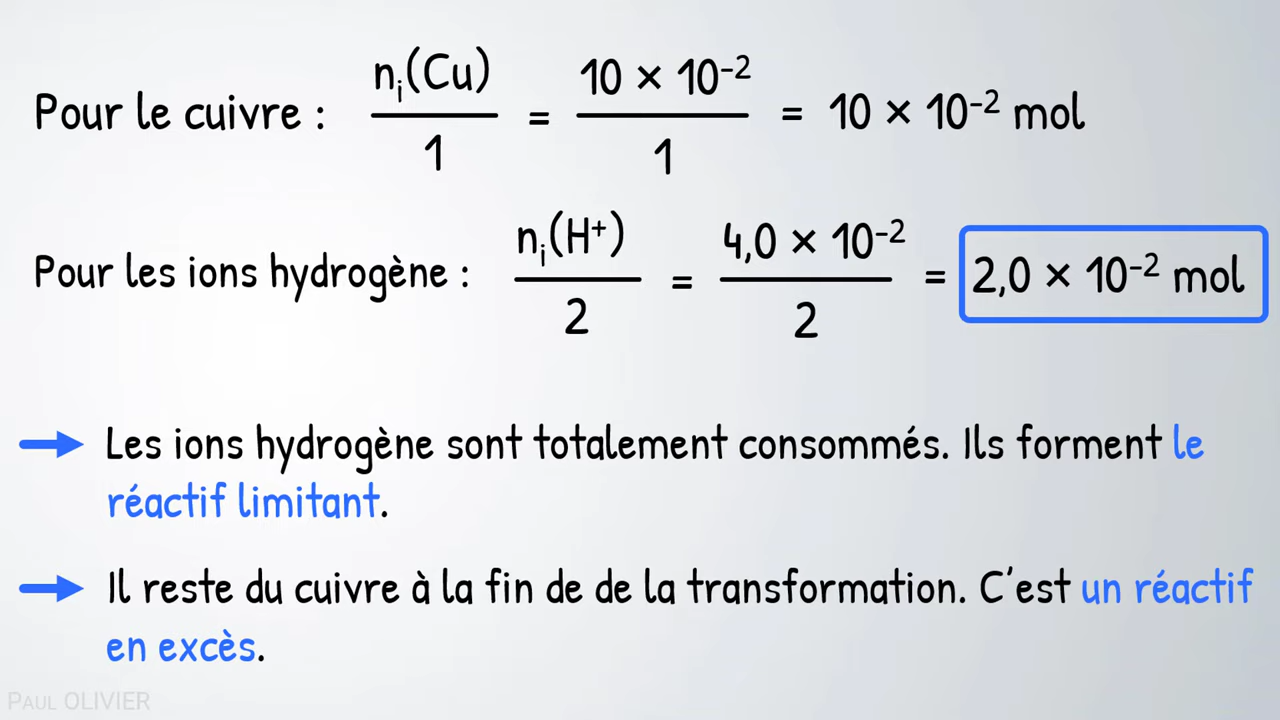 Pour le cuivre : nᵢ(Cu)/1 = 10 × 10⁻²/1 = 10 × 10⁻² mol
Pour les ions hydrogène : nᵢ(H⁺)/2 = 4,0 × 10⁻²/2 = 2,0 × 10⁻² mol
Les ions hydrogène sont totalement consommés. Ils forment le
réactif limitant.
Il reste du cuivre à la fin de de la transformation. C'est un réactif
en excès.
PAUL OLIVIER